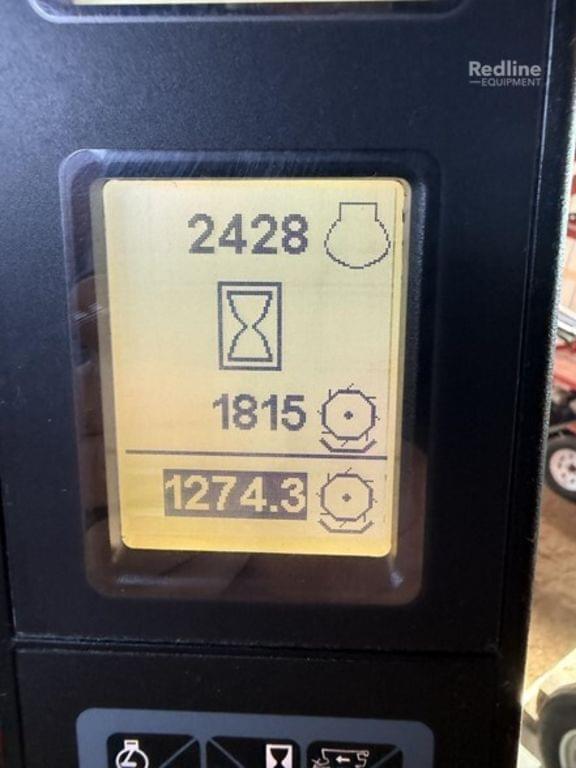 Redline
EQUIPMENT
2428
1815
1274.3